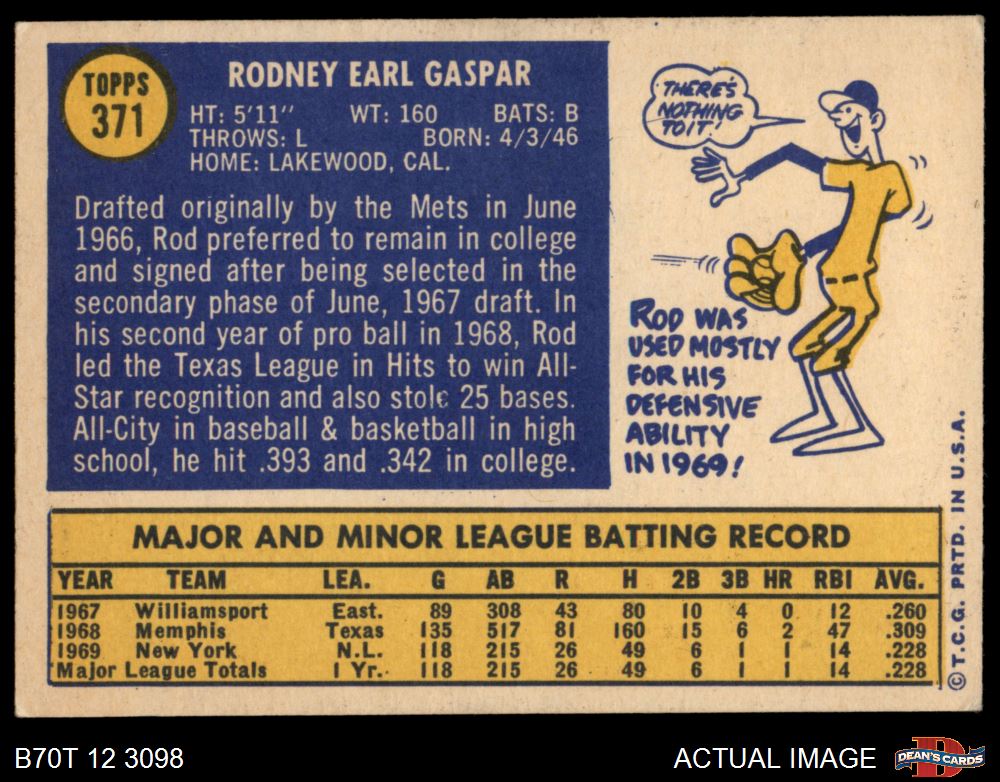 TOPPS
371
RODNEY EARL GASPAR
HT: 5'11" WT: 160 BATS: B
THROWS: L BORN: 4/3/46
HOME: LAKEWOOD, CAL.
Drafted originally by the Mets in June
1966, Rod preferred to remain in college
and signed after being selected in the
secondary phase of June, 1967 draft. In
his second year of pro ball in 1968, Rod
led the Texas League in Hits to win All-
Star recognition and also stole 25 bases.
All-City in baseball & basketball in high
school, he hit .393 and .342 in college.
THERE'S
NOTHING
TO IT!
ROD WAS
USED MOSTLY
FOR HIS
DEFENSIVE
ABILITY
IN 1969!
MAJOR AND MINOR LEAGUE BATTING RECORD
YEAR TEAM LEA. G AB R H 2B 3B HR RBI AVG.
1967 Williamsport East. 89 308 43 80 10 4 0 12 .260
1968 Memphis Texas 135 517 81 160 15 6 2 47 .309
1969 New York N.L. 118 215 26 49 6 1 1 14 .228
Major League Totals 1 Yr. 118 215 26 49 6 1 1 14 .228
© T.C.G. PRTD. IN U.S.A.
B70T 12 3098
ACTUAL IMAGE
D
DEAN'S CARDS